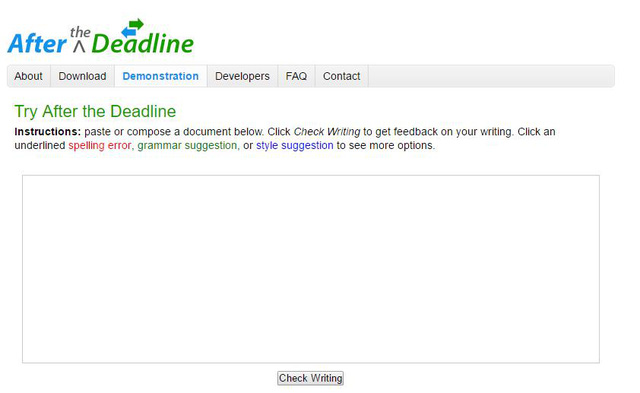 After the Deadline
About Download Demonstration Developers FAQ Contact
Try After the Deadline
Instructions: paste or compose a document below. Click Check Writing to get feedback on your writing. Click an
underlined spelling error, grammar suggestion, or style suggestion to see more options.
Check Writing